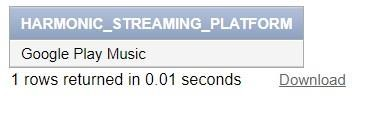 HARMONIC_STREAMING_PLATFORM
Google Play Music
1 rows returned in 0.01 seconds Download